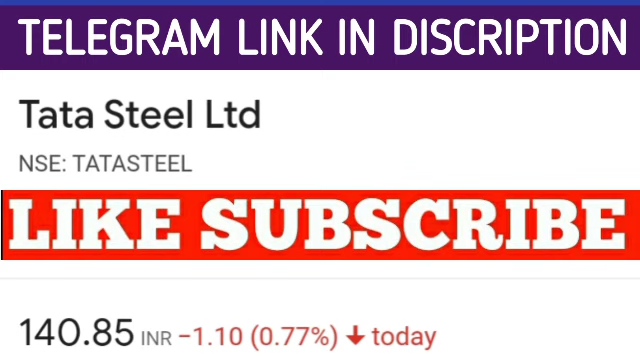 TELEGRAM LINK IN DISCRIPTION
Tata Steel Ltd
NSE: TATASTEEL
LIKE SUBSCRIBE
140.85 INR −1.10 (0.77%) ↓ today